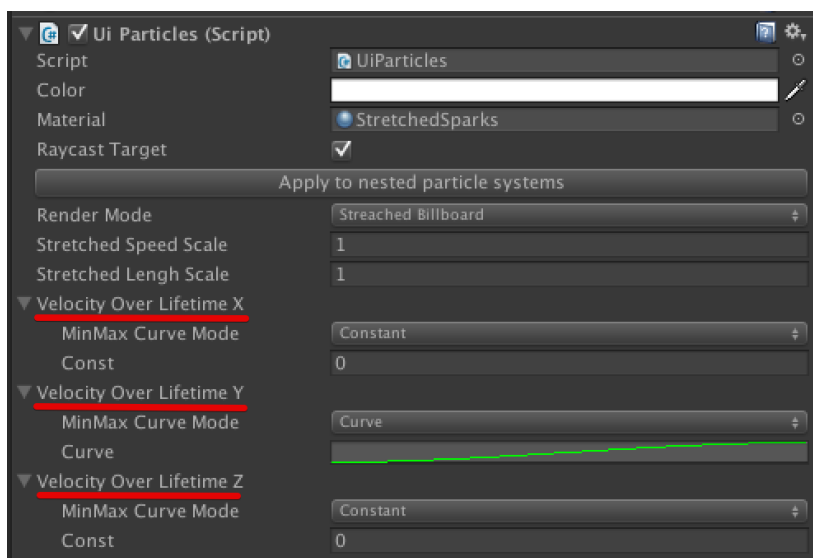 Ui Particles (Script)
Script UiParticles
Color
Material StretchedSparks
Raycast Target
Apply to nested particle systems
Render Mode Streached Billboard
Stretched Speed Scale 1
Stretched Lengh Scale 1
Velocity Over Lifetime X
MinMax Curve Mode Constant
Const 0
Velocity Over Lifetime Y
MinMax Curve Mode Curve
Curve
Velocity Over Lifetime Z
MinMax Curve Mode Constant
Const 0